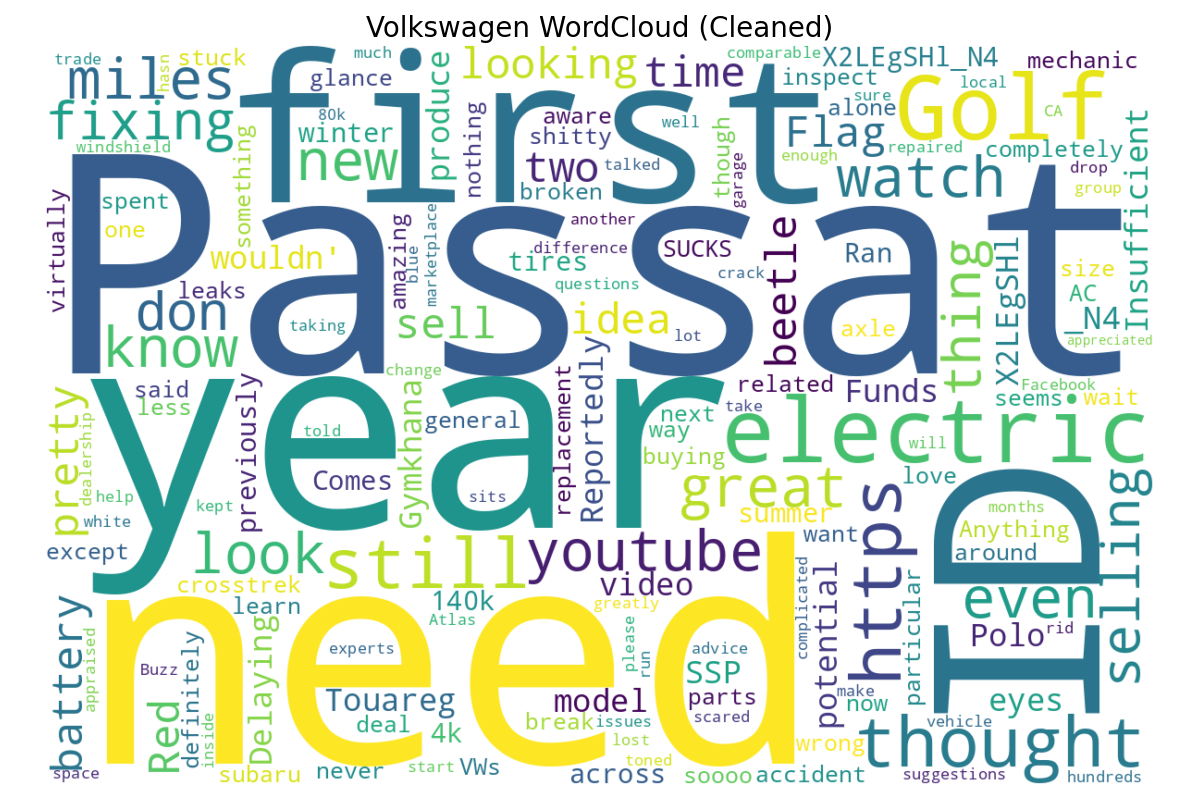 Volkswagen WordCloud (Cleaned)
trade
hasn
stuck
much
glance
miles
fixing
windshield
first
80k
winter
new
produce
looking
time
comparable
X2LEgSHl_N4
mechanic
inspect
sure
local
alone
Golf
CA
nothing
aware
shitty
two
talked
broken
well
though
garage
Flag
enough
repaired
completely
drop
group
watch
Insufficient
something
virtually
spent
one
Passat
wouldn'
leaks
don
know
taking
amazing
blue
marketplace
another
difference
tires
questions
SUCKS
crack
sell
idea
lot
beetle
Ran
axle
thing
X2LEgSHl
_N4
size
AC
appreciated
change
said
less
pretty
dealership
previously
year
told
Comes
Gymkhana
general
sits
replacement
Reportedly
next
way
buying
related
take
Funds
electric
will
seems
Facebook
wait
love
great
summer
help
white
kept
except
look
still
youtube
video
want
https
months
Anything
around
ID
selling
crosstrek
learn
140k
Atlas
greatly
complicated
potential
particular
even
Polo
rid
battery
appraised
Buzz
definitely
Red
inside
Delaying
need
experts
Touareg
deal
4k
please
run
advice
SSP
model
parts
scared
break
issues
make
now
eyes
vehicle
thought
space
subaru
never
start
VWs
lost
toned
across
soooo
accident
wrong
suggestions
hundreds